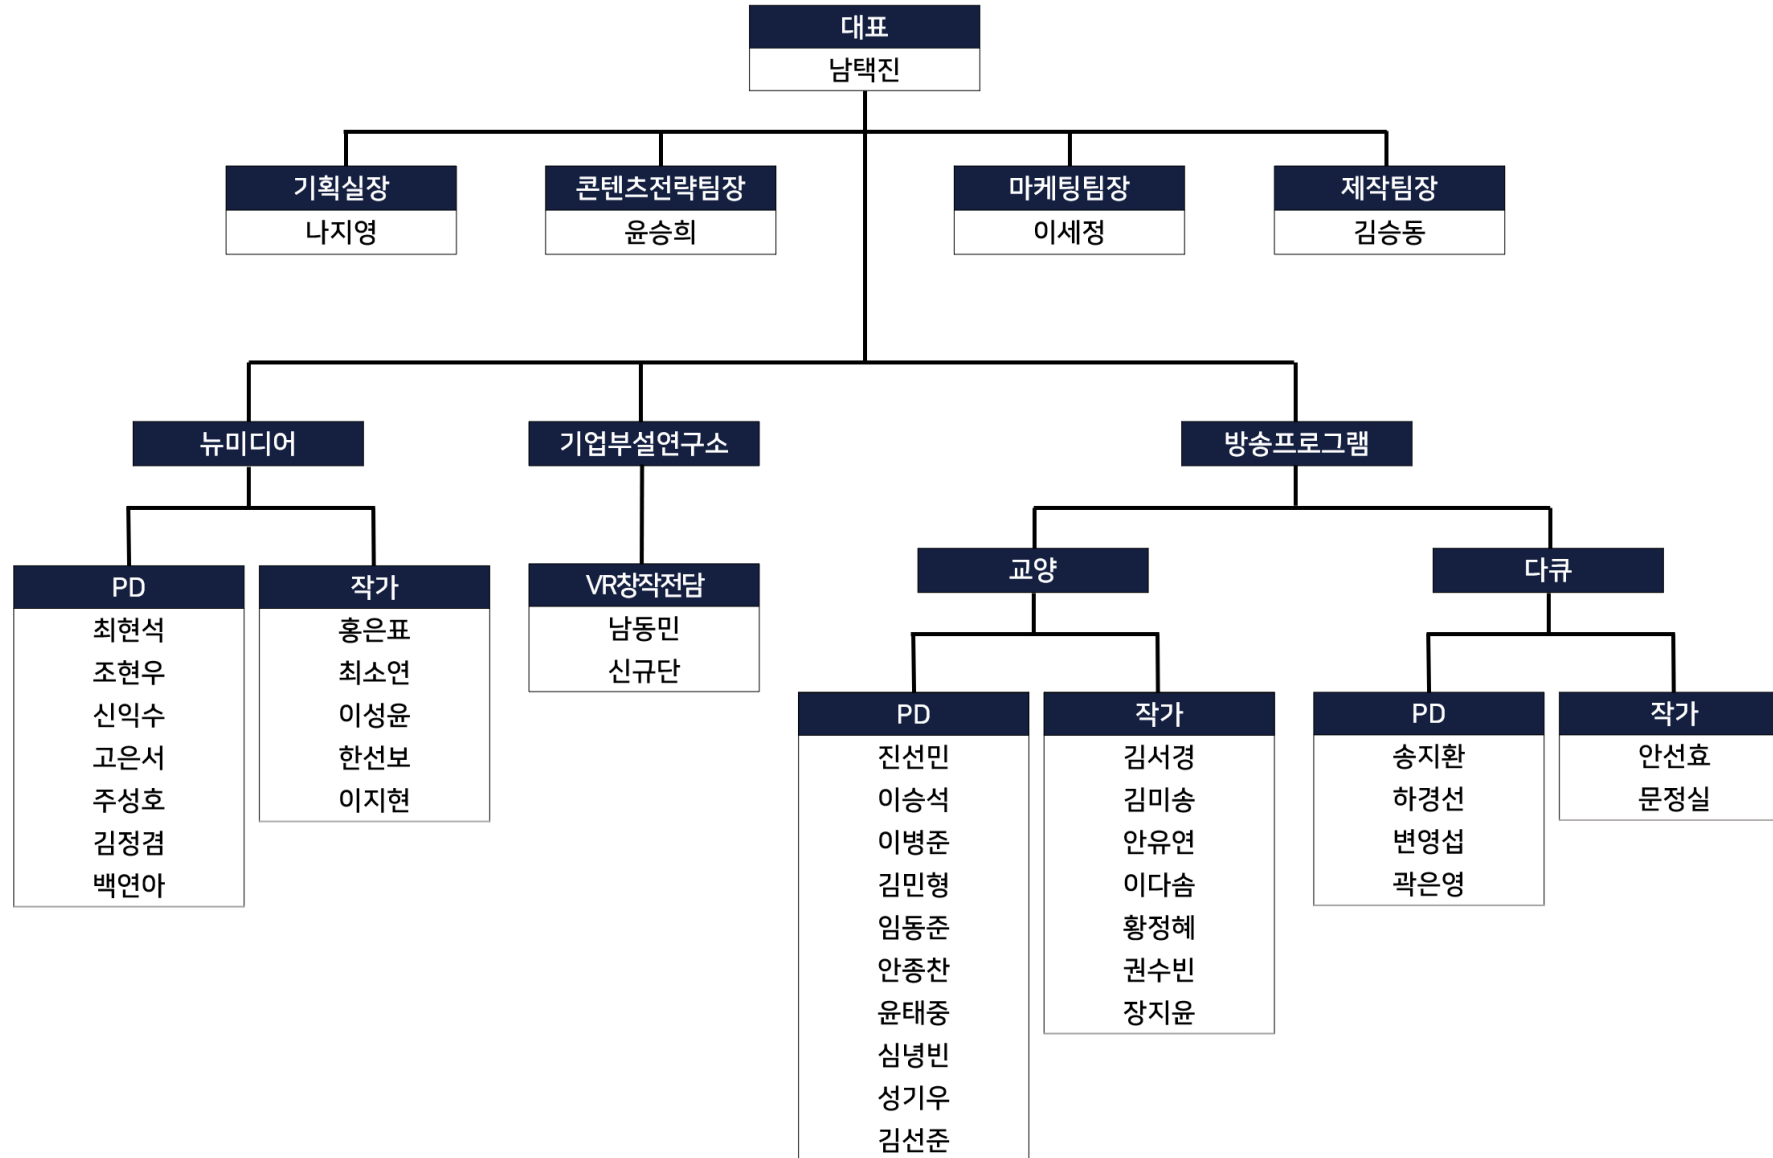 대표
남택진
기획실장
나지영
콘텐츠전략팀장
윤승희
마케팅팀장
이세정
제작팀장
김승동
뉴미디어
기업부설연구소
방송프로그램
PD
최현석
조현우
신익수
고은서
주성호
김정겸
백연아
작가
홍은표
최소연
이성윤
한선보
이지현
VR창작전담
남동민
신규단
교양
다큐
PD
진선민
이승석
이병준
김민형
임동준
안종찬
윤태중
심녕빈
성기우
김선준
작가
김서경
김미송
안유연
이다솜
황정혜
권수빈
장지윤
PD
송지환
하경선
변영섭
곽은영
작가
안선효
문정실